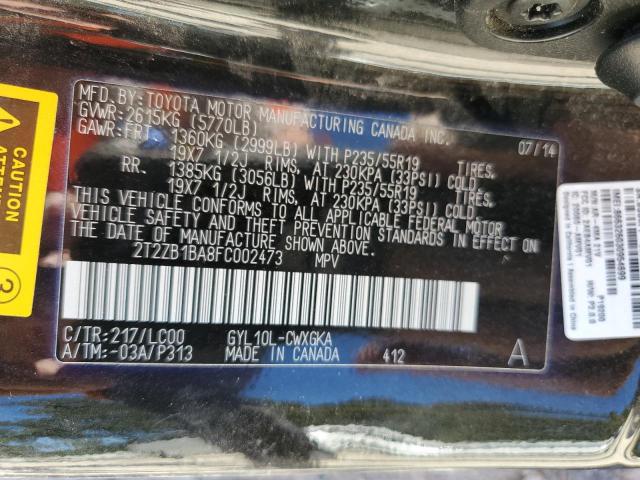 MFD.BY: TOYOTA MOTOR MANUFACTURING CANADA INC.
GVWR: 2615KG (5770LB) 07/14
GAWR: FRT. 1360KG (2999LB) WITH P235/55R19 TIRES,
19X7 1/2J RIMS, AT 230KPA (33PSI) COLD.
RR. 1385KG (3056LB) WITH P235/55R19 TIRES,
19X7 1/2J RIMS, AT 230KPA (33PSI) COLD.
THIS VEHICLE CONFORMS TO ALL APPLICABLE FEDERAL MOTOR
VEHICLE SAFETY AND THEFT PREVENTION STANDARDS IN EFFECT ON
THE DATE OF MANUFACTURE SHOWN ABOVE.
2T2ZB1BA8FC002473 MPV
C/TR: 217/LC00 GYL10L-CWXGKA
A/TM: -03A/P313 MADE IN CANADA 412 A
CAUTION
3